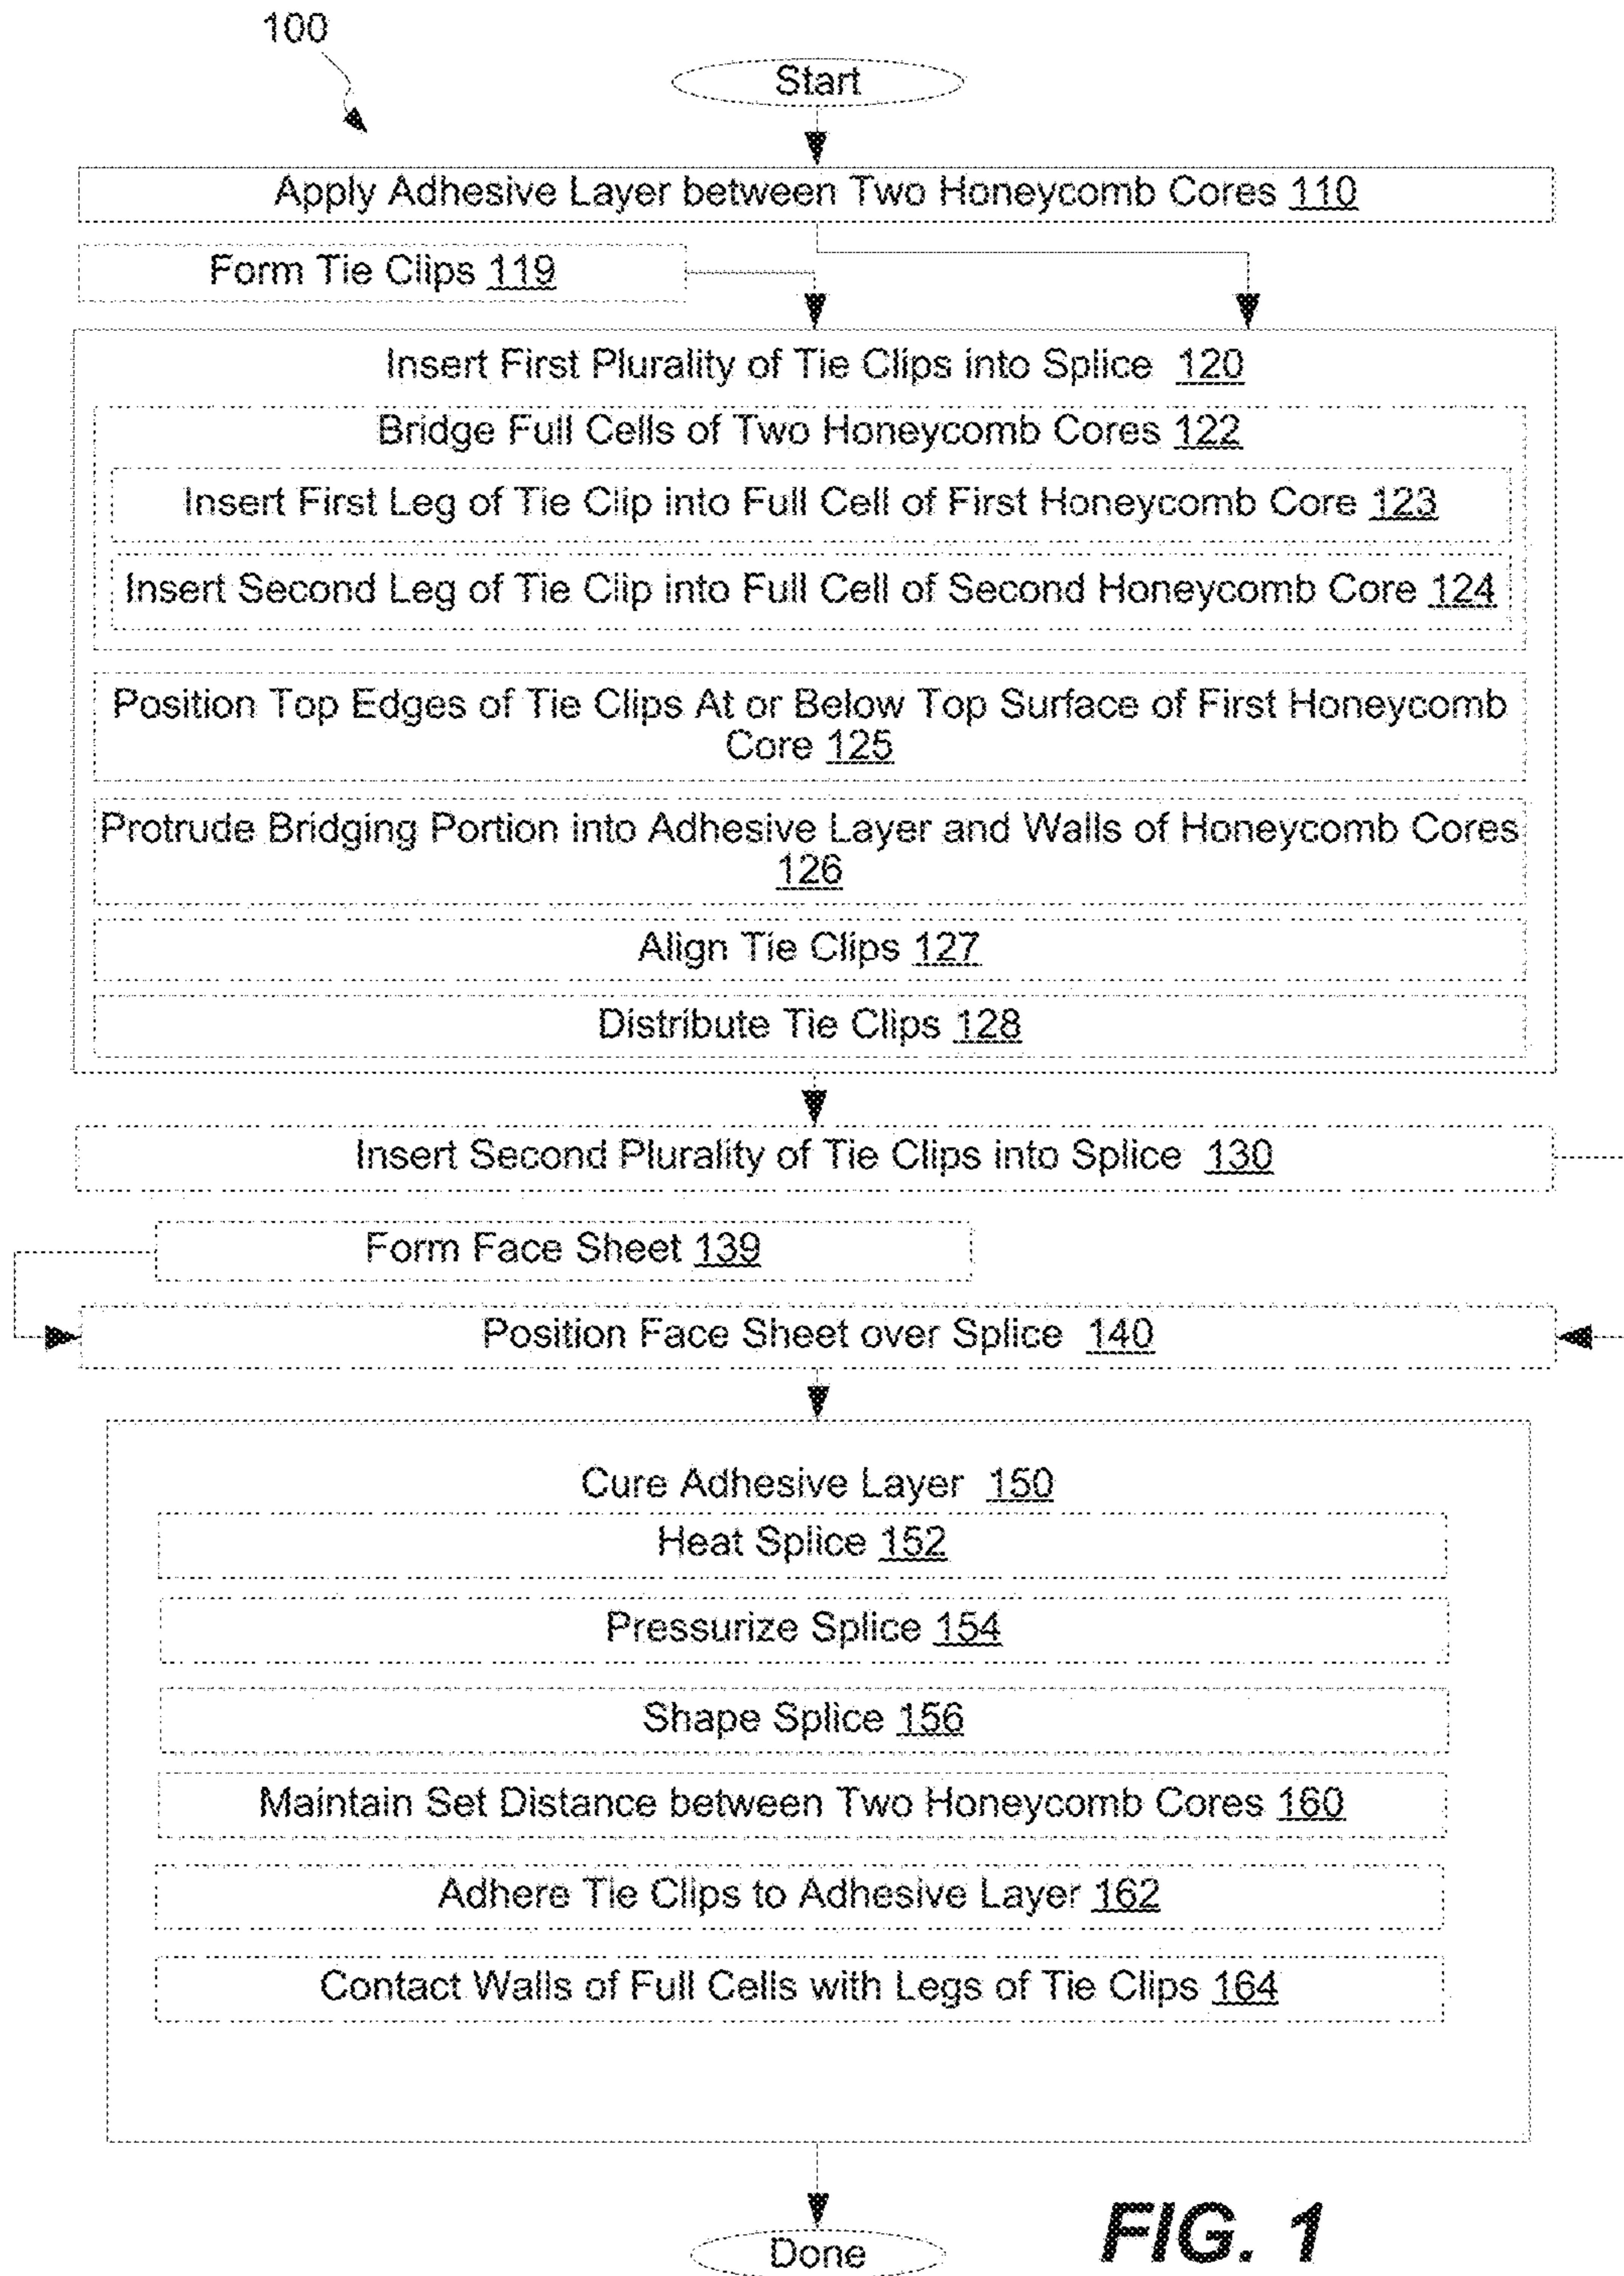 100
Start
Apply Adhesive Layer between Two Honeycomb Cores 110
Form Tie Clips 119
Insert First Plurality of Tie Clips into Splice 120
Bridge Full Cells of Two Honeycomb Cores 122
Insert First Leg of Tie Clip into Full Cell of First Honeycomb Core 123
Insert Second Leg of Tie Clip into Full Cell of Second Honeycomb Core 124
Position Top Edges of Tie Clips At or Below Top Surface of First Honeycomb
Core 125
Protrude Bridging Portion into Adhesive Layer and Walls of Honeycomb Cores
126
Align Tie Clips 127
Distribute Tie Clips 128
Insert Second Plurality of Tie Clips into Splice 130
Form Face Sheet 139
Position Face Sheet over Splice 140
Cure Adhesive Layer 150
Heat Splice 152
Pressurize Splice 154
Shape Splice 156
Maintain Set Distance between Two Honeycomb Cores 160
Adhere Tie Clips to Adhesive Layer 162
Contact Walls of Full Cells with Legs of Tie Clips 164
Done
FIG. 1